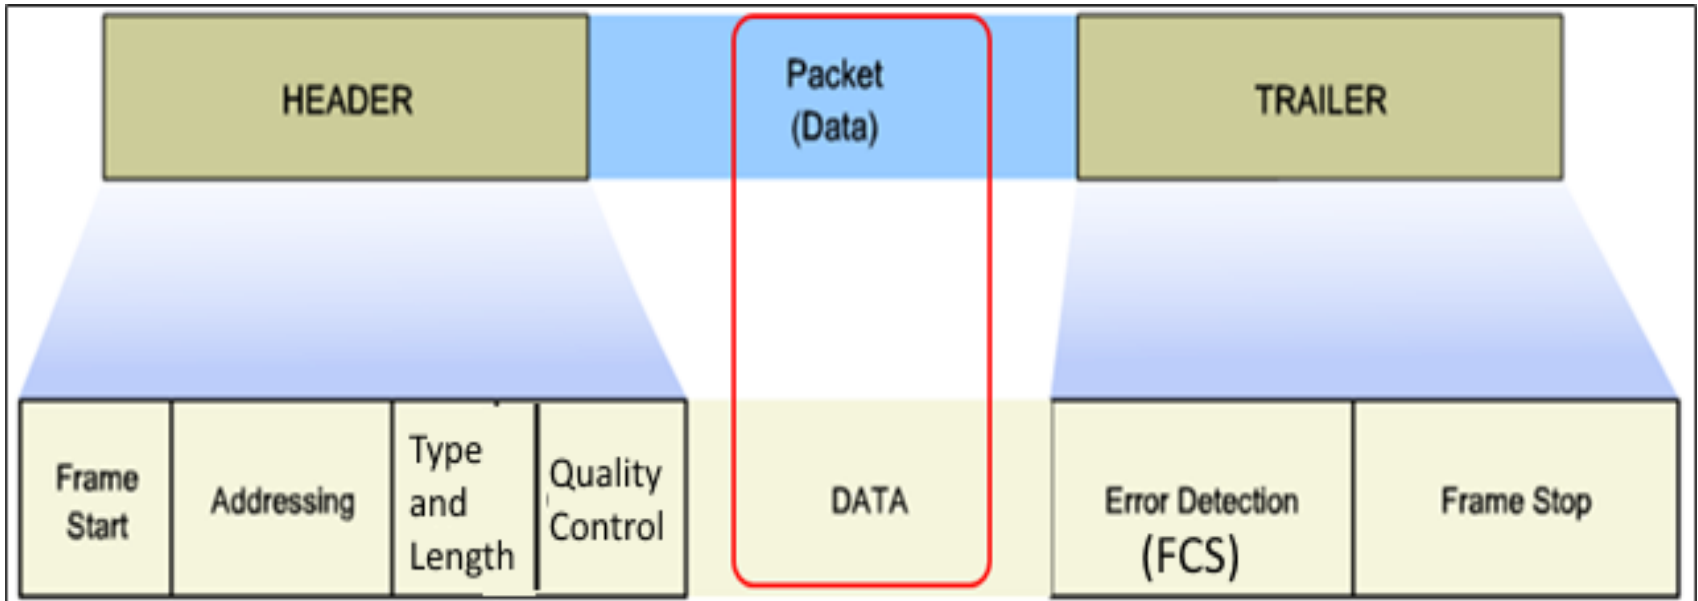 HEADER
Packet
(Data)
TRAILER
Frame
Start
Addressing
Type
and
Length
Quality
Control
DATA
Error Detection
(FCS)
Frame Stop